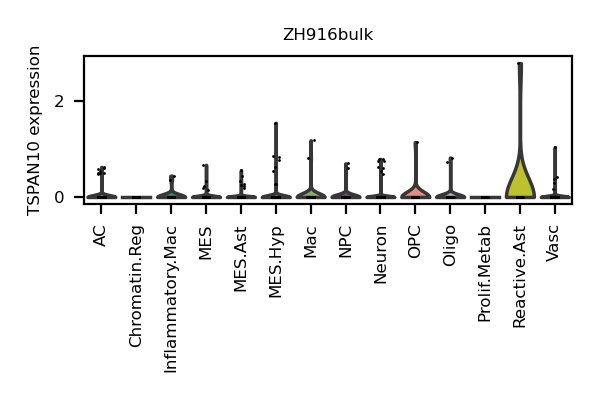 ZH916bulk
TSPAN10 expression
2
0
AC
Chromatin.Reg
Inflammatory.Mac
MES
MES.Ast
MES.Hyp
Mac
NPC
Neuron
OPC
Oligo
Prolif.Metab
Reactive.Ast
Vasc